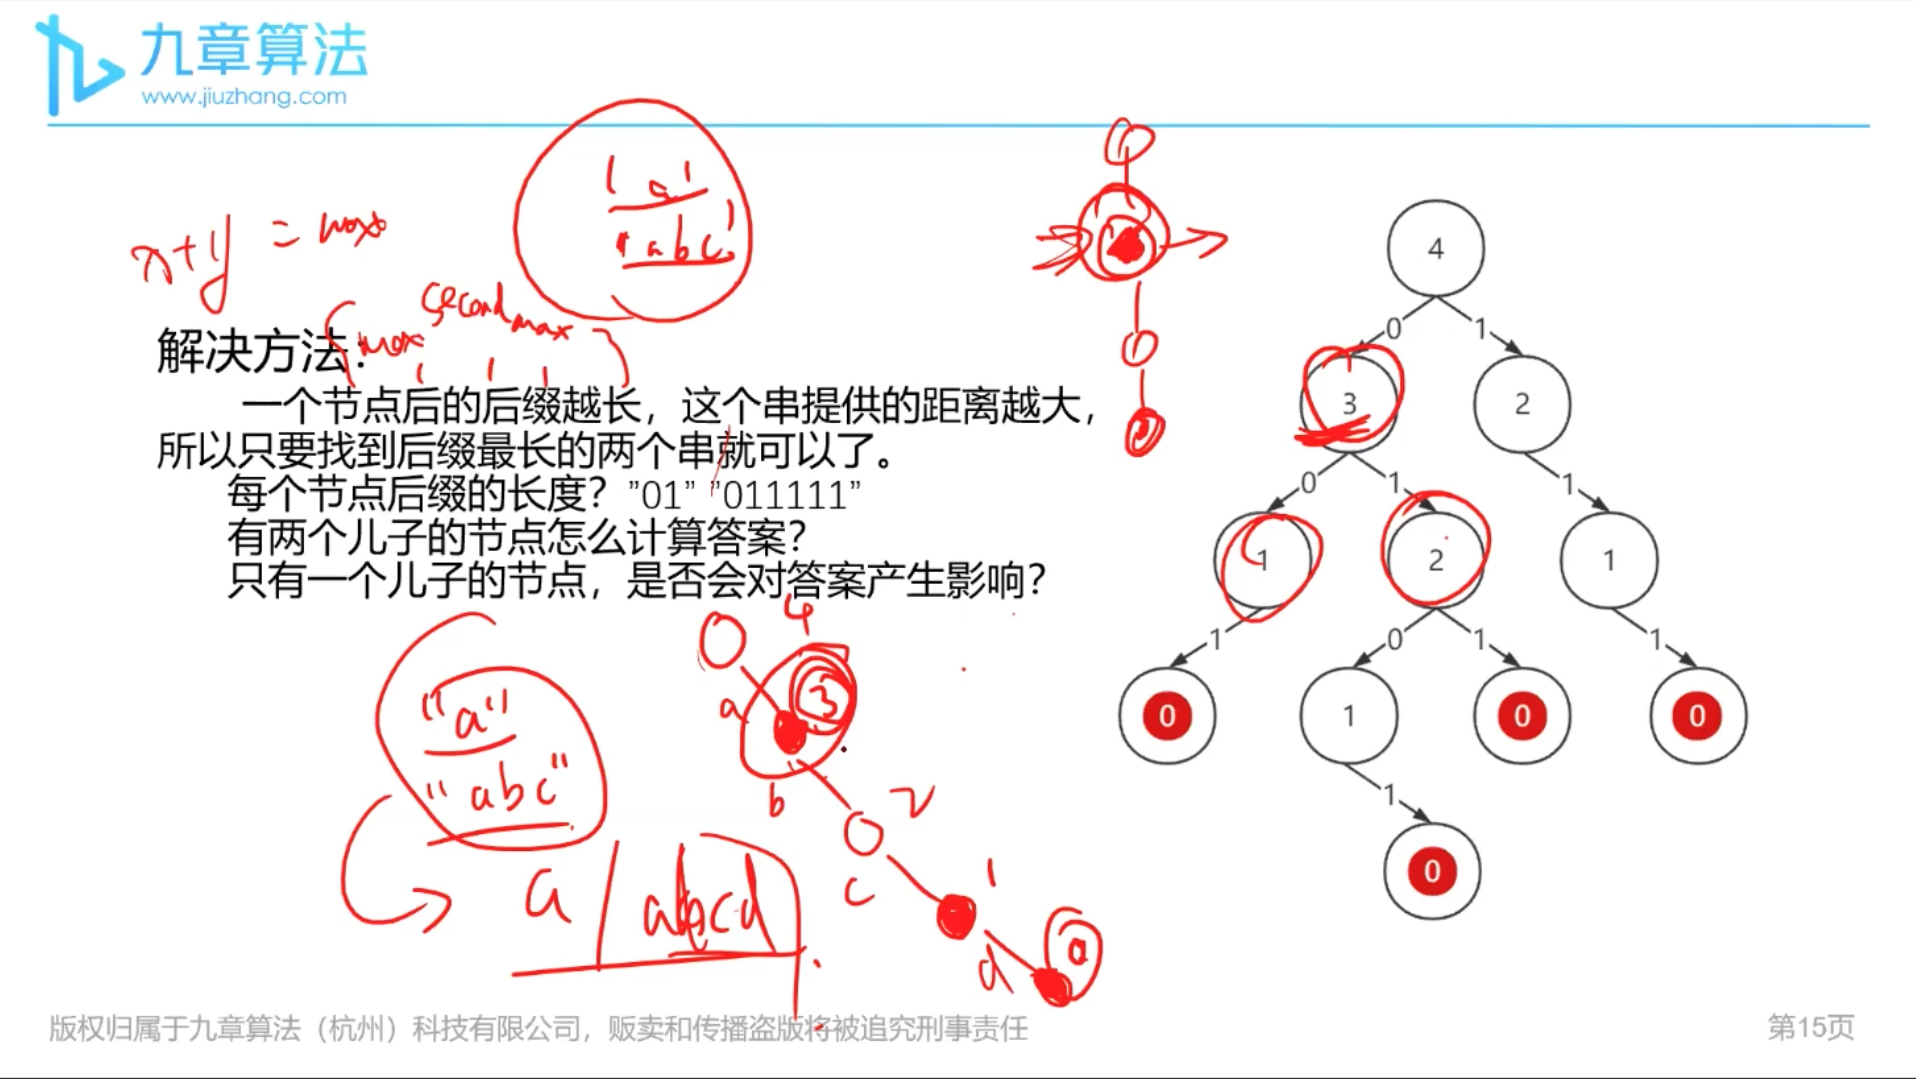 九章算法
www.jiuzhang.com
'a'
'abc'
x+y = max
max second max
解决方法：
一个节点后的后缀越长，这个串提供的距离越大，
所以只要找到后缀最长的两个串就可以了。
每个节点后缀的长度？”01” ”011111”
有两个儿子的节点怎么计算答案？
只有一个儿子的节点，是否会对答案产生影响？
4
0 1
3 2
0 1 1
1 2 1
1 0 1 1
0 1 0 0
1
0
4
3
a
b
2
c
1
d
0
"a"
"abc"
a abcd
版权归属于九章算法（杭州）科技有限公司，贩卖和传播盗版将被追究刑事责任
第15页